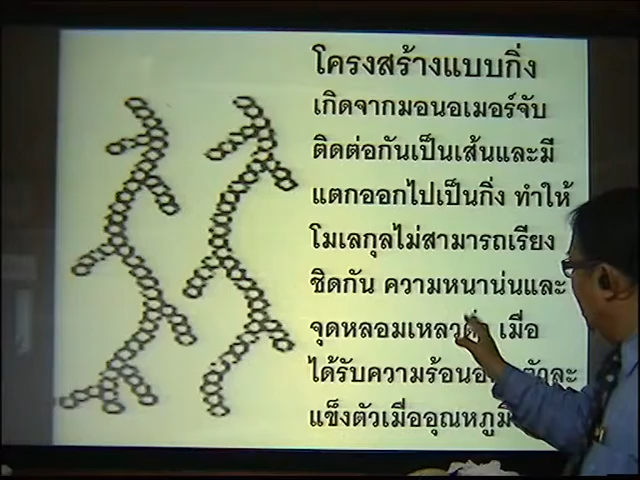 โครงสร้างแบบกิ่ง
เกิดจากมอนอเมอร์จับ
ติดต่อกันเป็นเส้นและมี
แตกออกไปเป็นกิ่ง ทำให้
โมเลกุลไม่สามารถเรียง
ชิดกัน ความหนาน่นและ
จุดหลอมเหลวต่ำ เมื่อ
ได้รับความร้อน
แข็งตัวเมื่ออุณหภูมิ